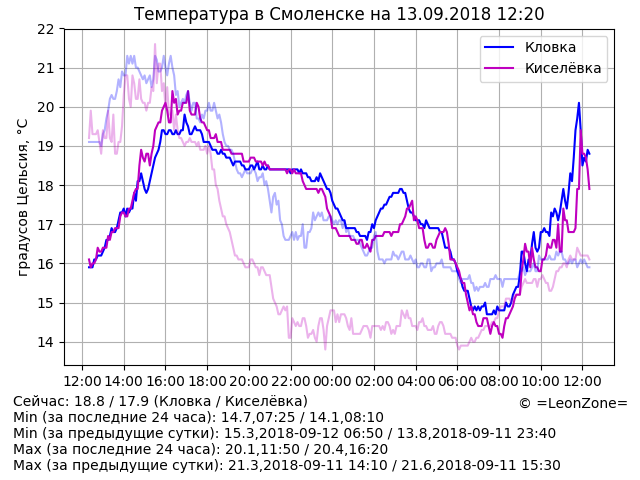 Температура в Смоленске на 13.09.2018 12:20
22
Кловка
Киселёвка
21
20
19
18
17
16
15
14
градусов Цельсия, °C
12:00 14:00 16:00 18:00 20:00 22:00 00:00 02:00 04:00 06:00 08:00 10:00 12:00
Сейчас: 18.8 / 17.9 (Кловка / Киселёвка)
© =LeonZone=
Min (за последние 24 часа): 14.7,07:25 / 14.1,08:10
Min (за предыдущие сутки): 15.3,2018-09-12 06:50 / 13.8,2018-09-11 23:40
Max (за последние 24 часа): 20.1,11:50 / 20.4,16:20
Max (за предыдущие сутки): 21.3,2018-09-11 14:10 / 21.6,2018-09-11 15:30